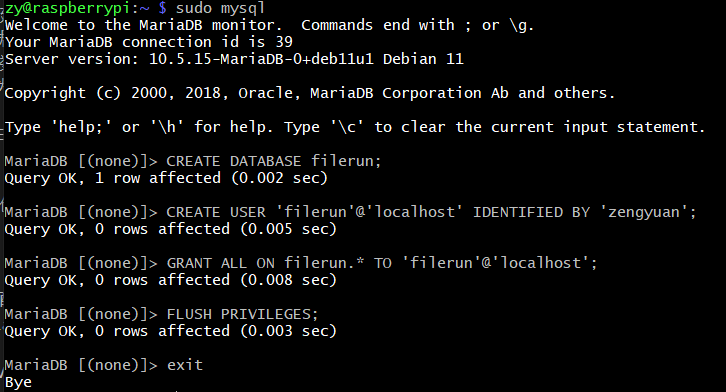 zy@raspberrypi:~ $ sudo mysql
Welcome to the MariaDB monitor.  Commands end with ; or \g.
Your MariaDB connection id is 39
Server version: 10.5.15-MariaDB-0+deb11u1 Debian 11
Copyright (c) 2000, 2018, Oracle, MariaDB Corporation Ab and others.
Type 'help;' or '\h' for help. Type '\c' to clear the current input statement.
MariaDB [(none)]> CREATE DATABASE filerun;
Query OK, 1 row affected (0.002 sec)
MariaDB [(none)]> CREATE USER 'filerun'@'localhost' IDENTIFIED BY 'zengyuan';
Query OK, 0 rows affected (0.005 sec)
MariaDB [(none)]> GRANT ALL ON filerun.* TO 'filerun'@'localhost';
Query OK, 0 rows affected (0.008 sec)
MariaDB [(none)]> FLUSH PRIVILEGES;
Query OK, 0 rows affected (0.003 sec)
MariaDB [(none)]> exit
Bye